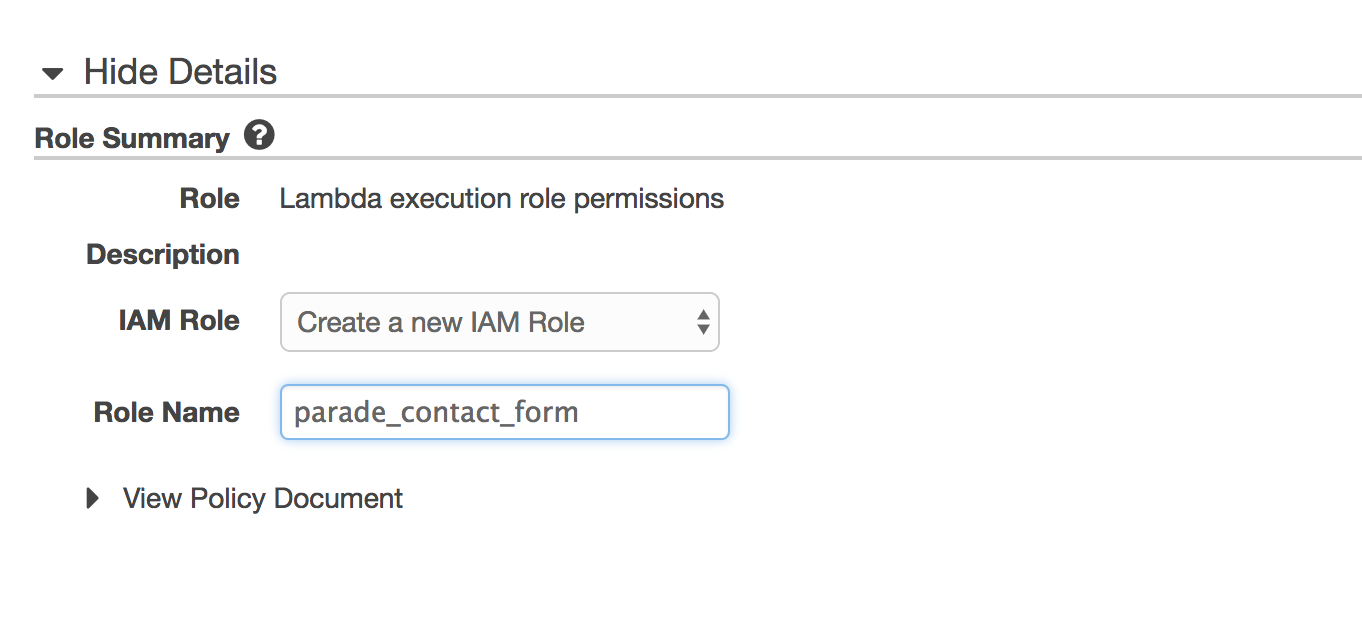 Hide Details
Role Summary ?
Role Lambda execution role permissions
Description
IAM Role Create a new IAM Role
Role Name parade_contact_form
View Policy Document